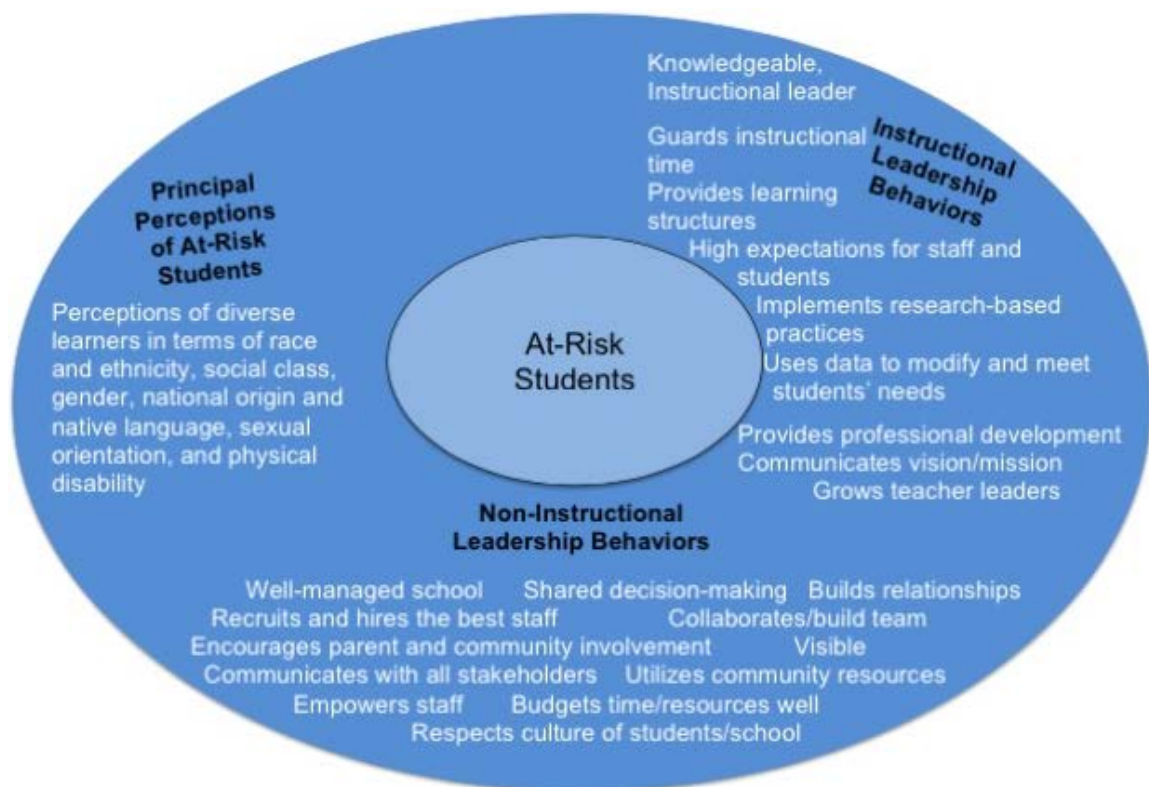 Principal
Perceptions
of At-Risk
Students
Perceptions of diverse
learners in terms of race
and ethnicity, social class,
gender, national origin and
native language, sexual
orientation, and physical
disability
At-Risk
Students
Instructional
Leadership
Behaviors
Knowledgeable,
Instructional leader
Guards instructional
time
Provides learning
structures
High expectations for staff and
students
Implements research-based
practices
Uses data to modify and meet
students' needs
Provides professional development
Communicates vision/mission
Grows teacher leaders
Non-Instructional
Leadership Behaviors
Well-managed school Shared decision-making Builds relationships
Recruits and hires the best staff Collaborates/build team
Encourages parent and community involvement Visible
Communicates with all stakeholders Utilizes community resources
Empowers staff Budgets time/resources well
Respects culture of students/school